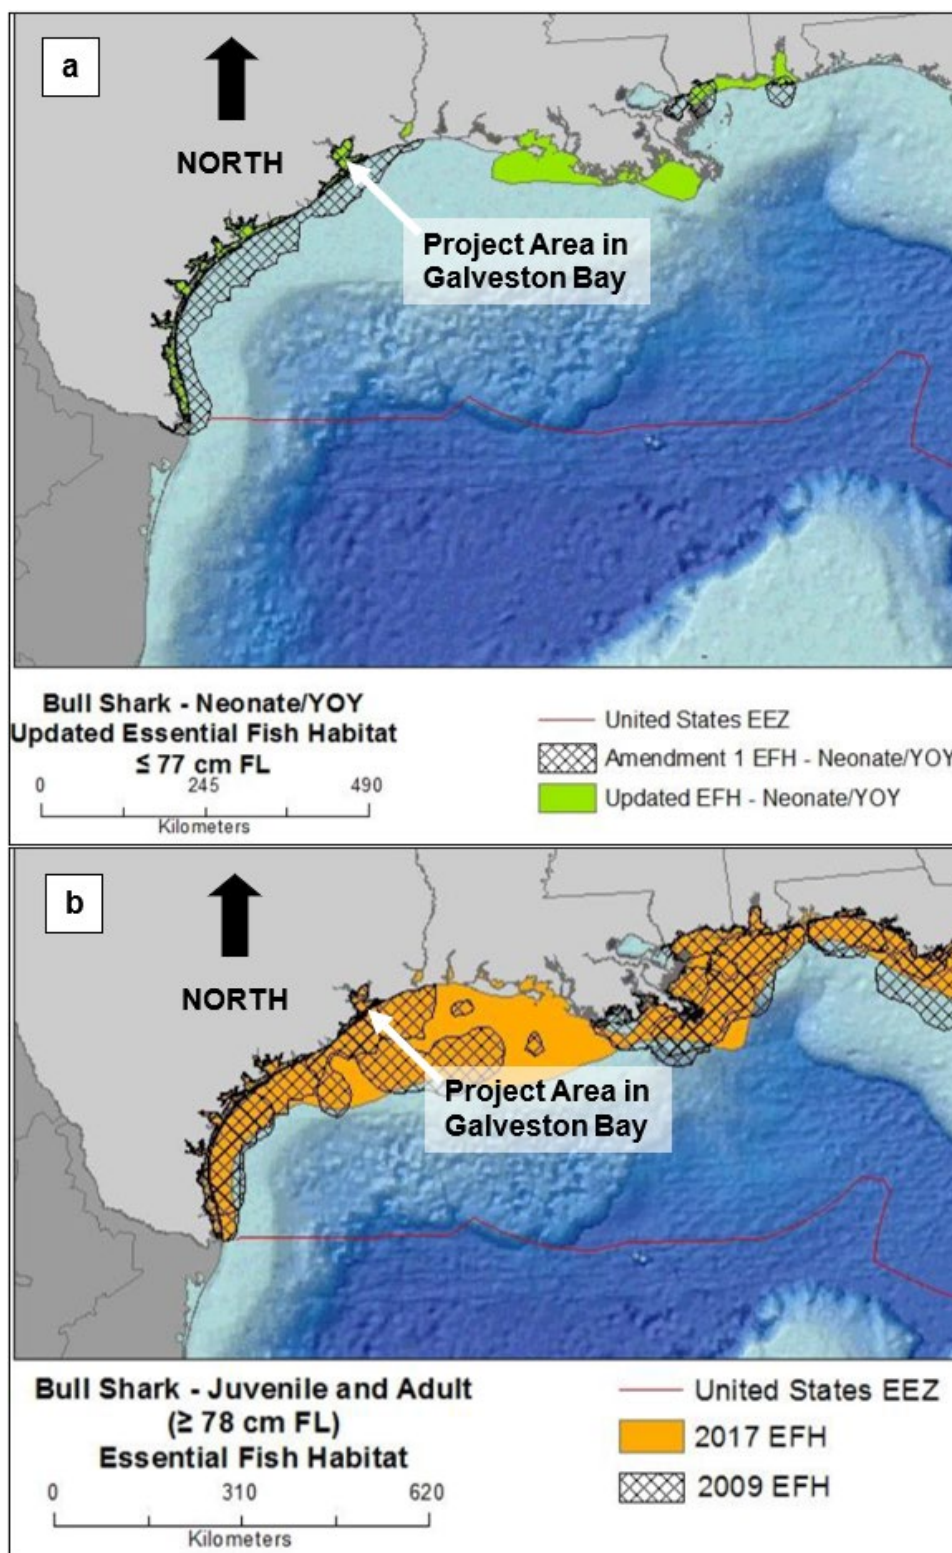 a
NORTH
Project Area in
Galveston Bay
Bull Shark - Neonate/YOY
Updated Essential Fish Habitat
≤ 77 cm FL
0 245 490
Kilometers
United States EEZ
Amendment 1 EFH - Neonate/YOY
Updated EFH - Neonate/YOY
b
NORTH
Project Area in
Galveston Bay
Bull Shark - Juvenile and Adult
(≥ 78 cm FL)
Essential Fish Habitat
0 310 620
Kilometers
United States EEZ
2017 EFH
2009 EFH